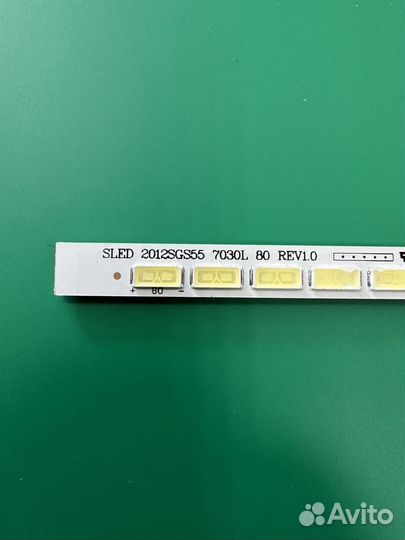 SLED 2012SGS55 7030L 80 REV1.0
+ 80 -
Avito